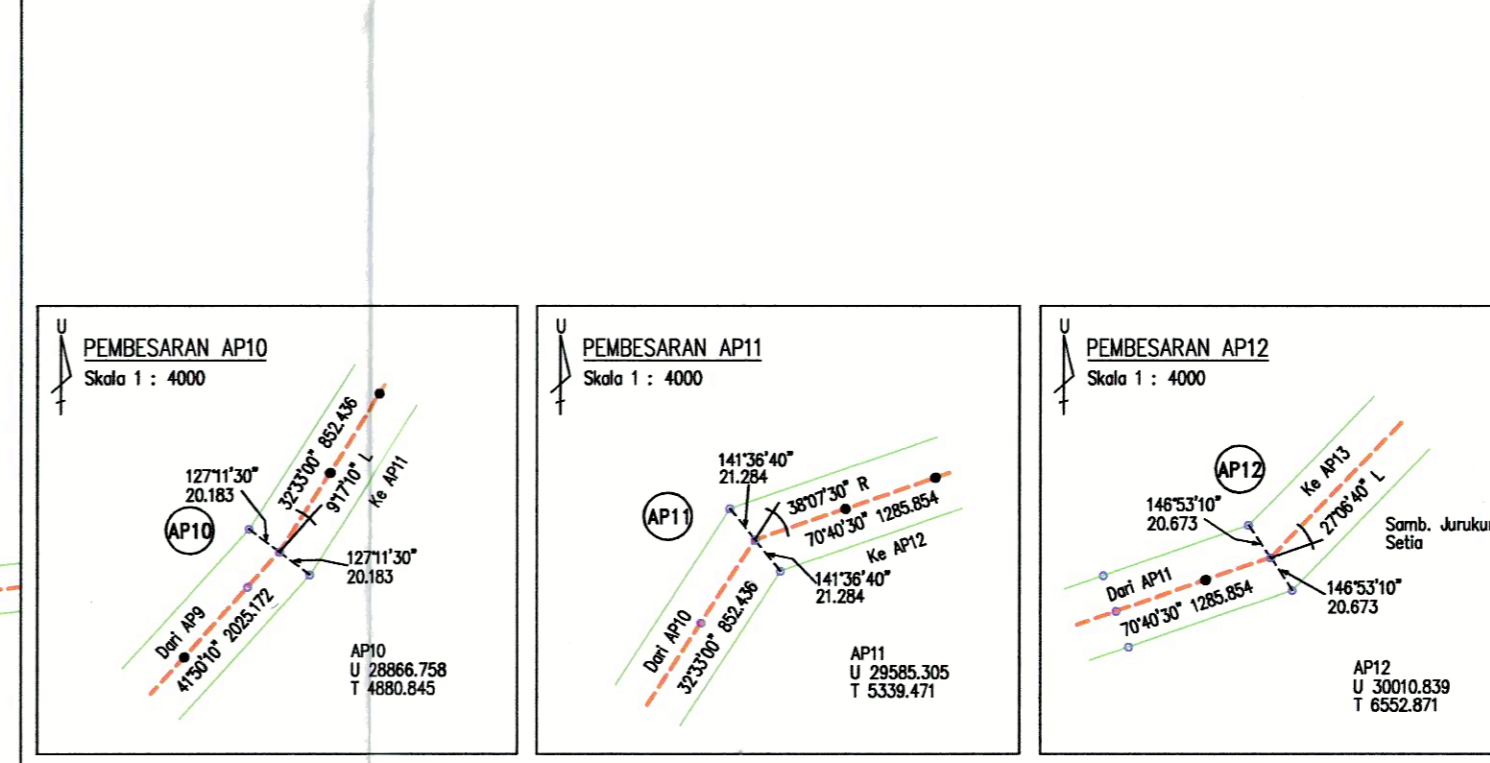 U
PEMBESARAN AP10
Skala 1 : 4000
127°11'30"
20.183
32°33'00" 852.436
9°17'10" L
Ke AP11
AP10
127°11'30"
20.183
Dari AP9
41°50'10" 2025.172
AP10
U 28866.758
T 4880.845
U
PEMBESARAN AP11
Skala 1 : 4000
141°36'40"
21.284
38°07'30" R
70°40'30" 1285.854
Ke AP12
AP11
141°36'40"
21.284
Dari AP10
32°33'00" 852.436
AP11
U 29585.305
T 5339.471
U
PEMBESARAN AP12
Skala 1 : 4000
AP12
Ke AP13
146°53'10"
20.673
27°06'40" L
Samb. Jurukur
Setia
Dari AP11
70°40'30" 1285.854
146°53'10"
20.673
AP12
U 30010.839
T 6552.871